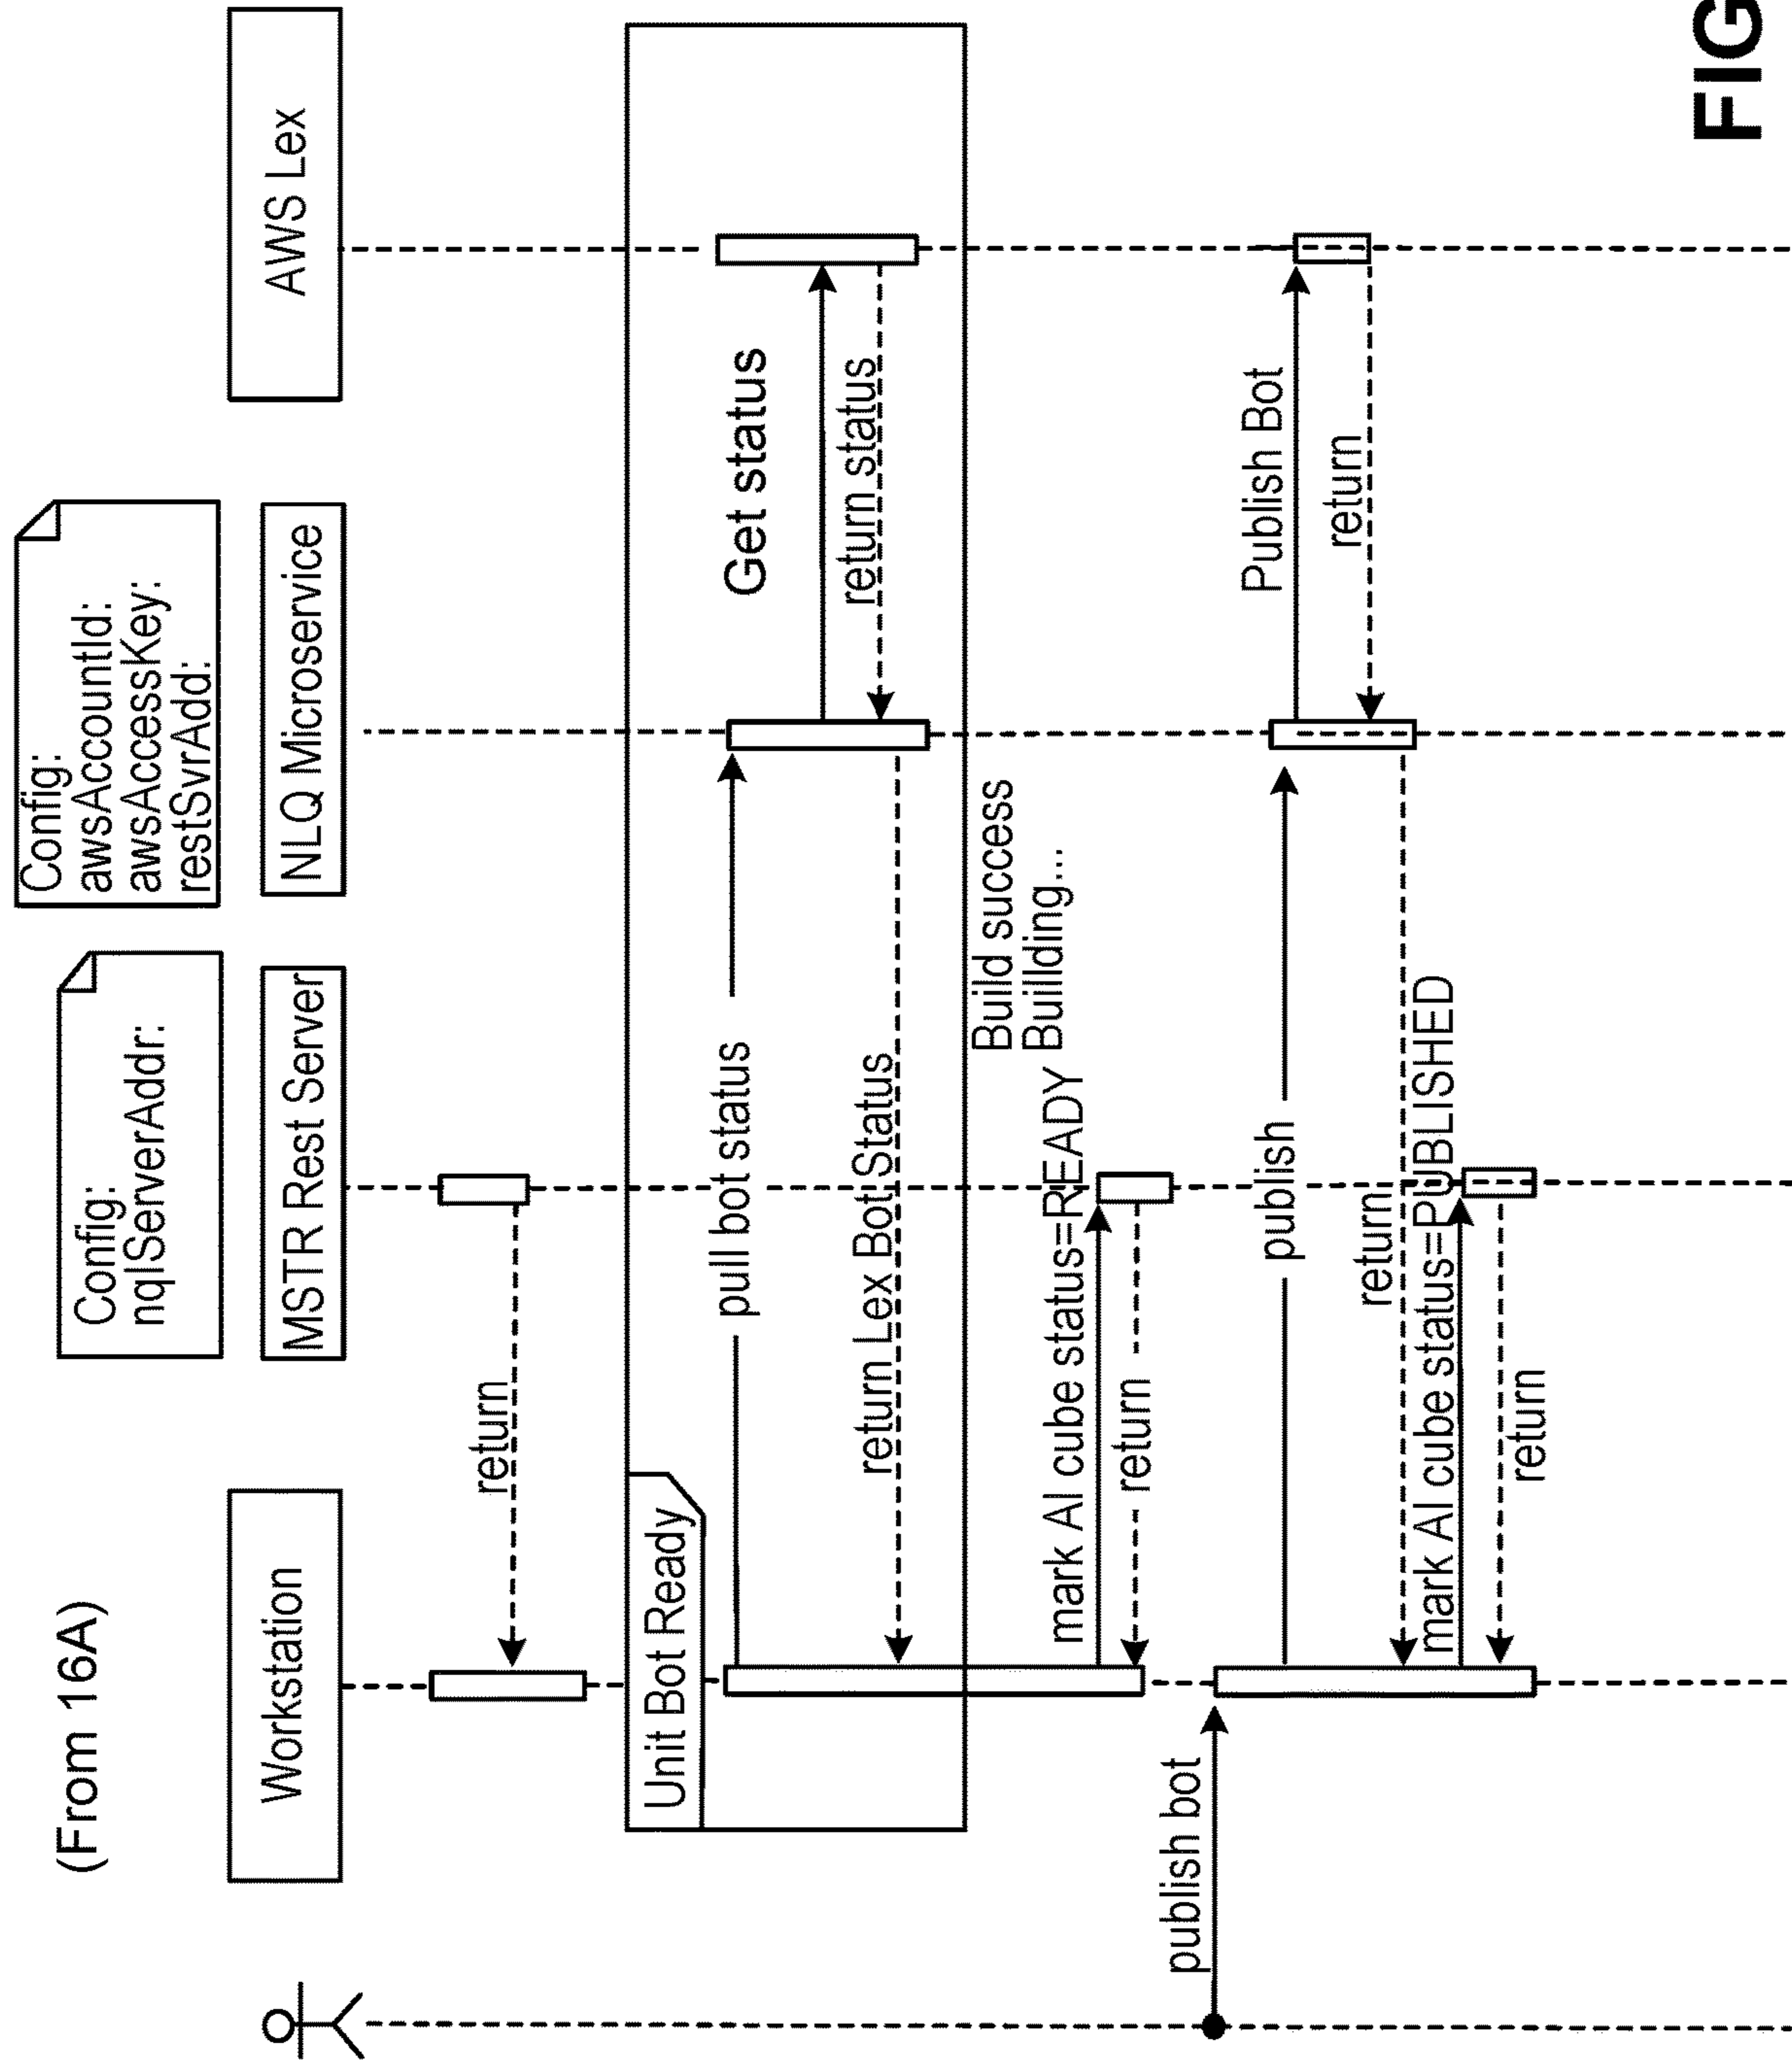 (From 16A)
Config:
nqlServerAddr:
Config:
awsAccountId:
awsAccessKey:
restSvrAdd:
Workstation
MSTR Rest Server
NLQ Microservice
AWS Lex
return
Unit Bot Ready
pull bot status
Get status
return status
return Lex Bot Status
Build success
Buillding...
mark AI cube status=READY
return
publish bot
publish
Publish Bot
return
return
mark AI cube status=PUBLISHED
return
FIG